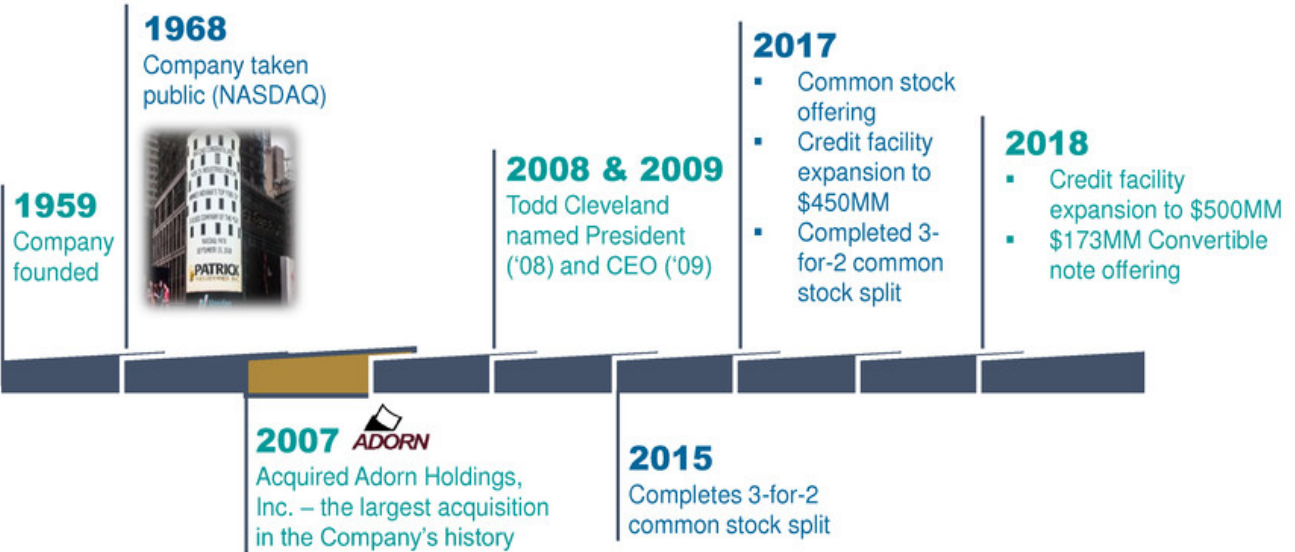 1959
Company
founded
1968
Company taken
public (NASDAQ)
PATRICK
2007
ADORN
Acquired Adorn Holdings,
Inc. – the largest acquisition
in the Company’s history
2008 & 2009
Todd Cleveland
named President
(‘08) and CEO (‘09)
2015
Completes 3-for-2
common stock split
2017
▪ Common stock
offering
▪ Credit facility
expansion to
$450MM
▪ Completed 3-
for-2 common
stock split
2018
▪ Credit facility
expansion to $500MM
▪ $173MM Convertible
note offering